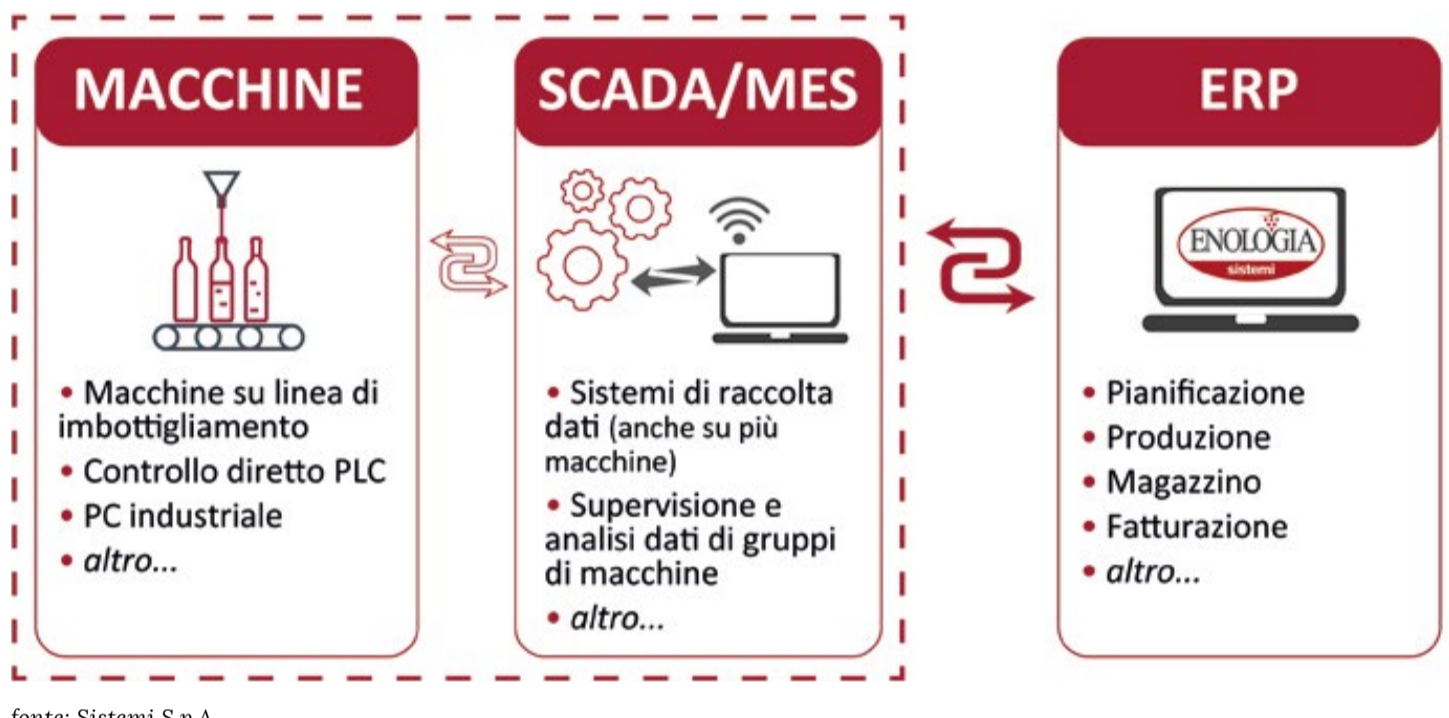 MACCHINE
• Macchine su linea di
imbottigliamento
• Controllo diretto PLC
• PC industriale
• altro...
SCADA/MES
• Sistemi di raccolta
dati (anche su più
macchine)
• Supervisione e
analisi dati di gruppi
di macchine
• altro...
ERP
ENOLOGIA
sistemi
• Pianificazione
• Produzione
• Magazzino
• Fatturazione
• altro...
fonte: Sistemi S.p.A.